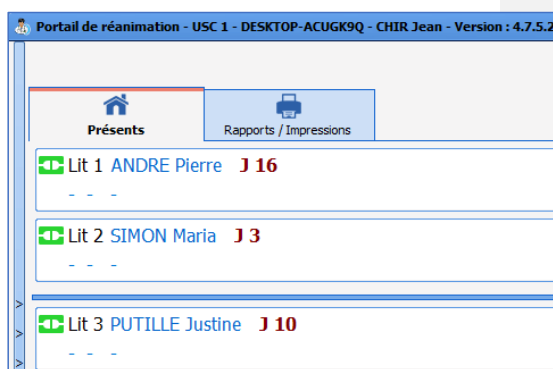 Portail de réanimation - USC 1 - DESKTOP-ACUGK9Q - CHIR Jean - Version : 4.7.5.2
Présents
Rapports / Impressions
Lit 1 ANDRE Pierre J 16
- - -
Lit 2 SIMON Maria J 3
- - -
>
Lit 3 PUTILLE Justine J 10
>
- - -
>